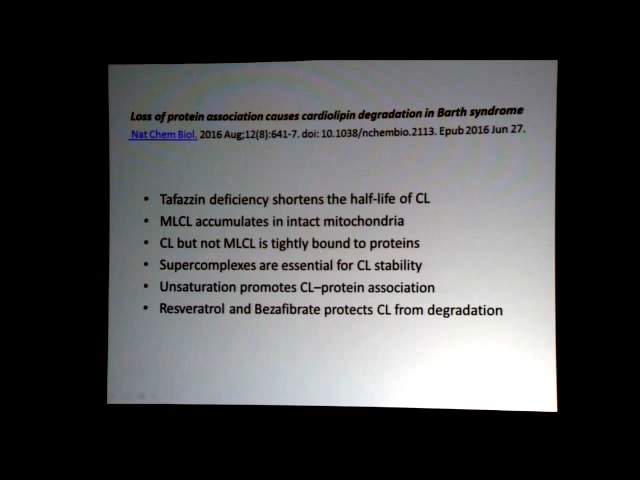 Loss of protein association causes cardiolipin degradation in Barth syndrome
Nat Chem Biol. 2016 Aug;12(8):641-7. doi: 10.1038/nchembio.2113. Epub 2016 Jun 27.
• Tafazzin deficiency shortens the half-life of CL
• MLCL accumulates in intact mitochondria
• CL but not MLCL is tightly bound to proteins
• Supercomplexes are essential for CL stability
• Unsaturation promotes CL–protein association
• Resveratrol and Bezafibrate protects CL from degradation